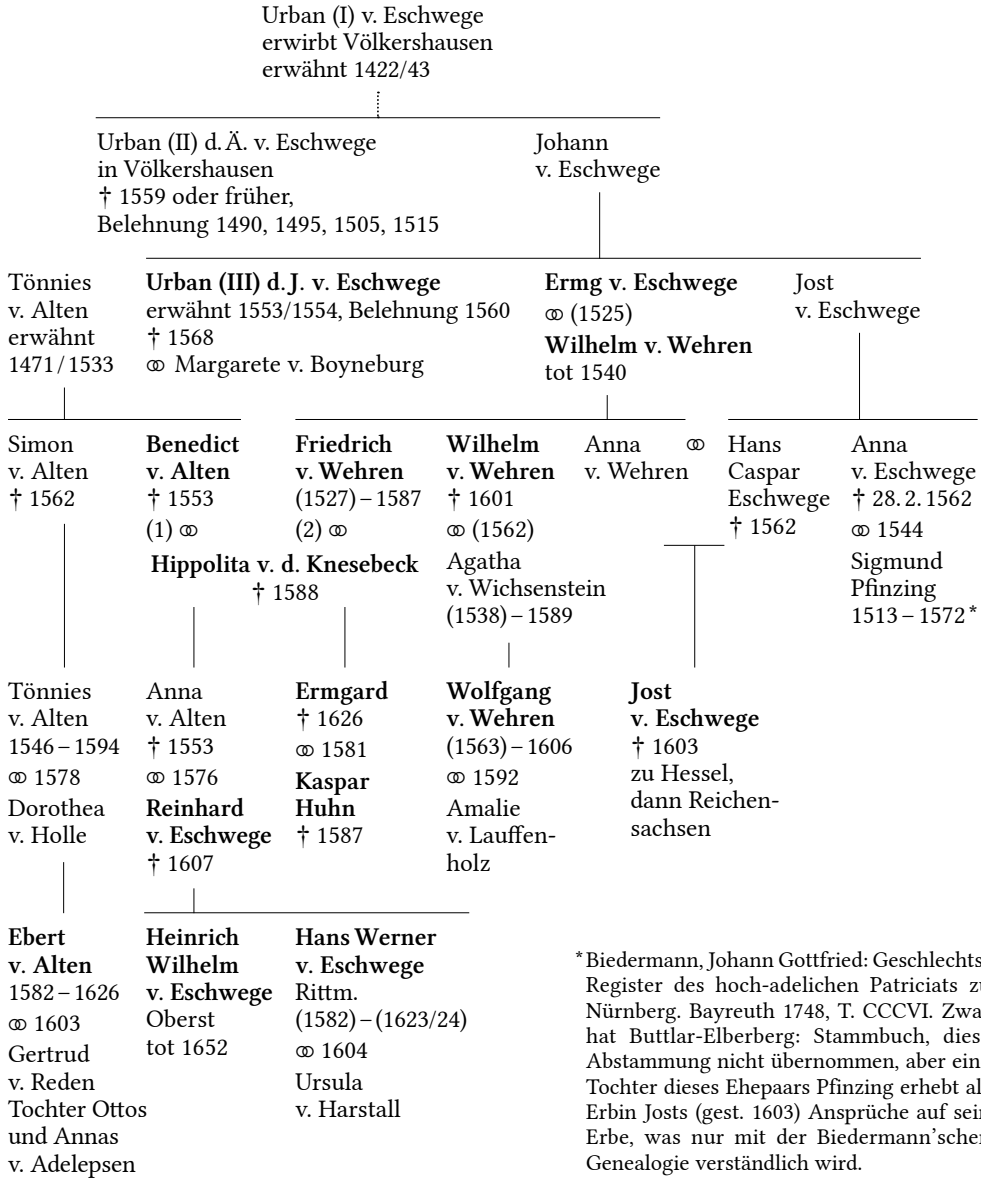 Urban (I) v. Eschwege
erwirbt Völkershausen
erwähnt 1422/43
Urban (II) d. Ä. v. Eschwege
in Völkershausen
† 1559 oder früher,
Belehnung 1490, 1495, 1505, 1515
Johann
v. Eschwege
Tönnies
v. Alten
erwähnt
1471/1533
Urban (III) d. J. v. Eschwege
erwähnt 1553/1554, Belehnung 1560
† 1568
⚭ Margarete v. Boyneburg
Ermg v. Eschwege
⚭ (1525)
Wilhelm v. Wehren
tot 1540
Jost
v. Eschwege
Simon
v. Alten
† 1562
Benedict
v. Alten
† 1553
(1) ⚭
Friedrich
v. Wehren
(1527) – 1587
(2) ⚭
Hippolita v. d. Knesebeck
† 1588
Wilhelm
v. Wehren
† 1601
⚭ (1562)
Agatha
v. Wichsenstein
(1538) – 1589
Anna ⚭
v. Wehren
Hans
Caspar
Eschwege
† 1562
Anna
v. Eschwege
† 28. 2. 1562
⚭ 1544
Sigmund
Pfinzing
1513 – 1572*
Tönnies
v. Alten
1546 – 1594
⚭ 1578
Dorothea
v. Holle
Anna
v. Alten
† 1553
⚭ 1576
Reinhard
v. Eschwege
† 1607
Ermgard
† 1626
⚭ 1581
Kaspar
Huhn
† 1587
Wolfgang
v. Wehren
(1563) – 1606
⚭ 1592
Amalie
v. Lauffen-
holz
Jost
v. Eschwege
† 1603
zu Hessel,
dann Reichen-
sachsen
Ebert
v. Alten
1582 – 1626
⚭ 1603
Gertrud
v. Reden
Tochter Ottos
und Annas
v. Adelepsen
Heinrich
Wilhelm
v. Eschwege
Oberst
tot 1652
Hans Werner
v. Eschwege
Rittm.
(1582) – (1623/24)
⚭ 1604
Ursula
v. Harstall
* Biedermann, Johann Gottfried: Geschlechts
Register des hoch-adelichen Patriciats zu
Nürnberg. Bayreuth 1748, T. CCCVI. Zwa
hat Buttlar-Elberberg: Stammbuch, dies
Abstammung nicht übernommen, aber ein
Tochter dieses Ehepaars Pfinzing erhebt al
Erbin Josts (gest. 1603) Ansprüche auf sein
Erbe, was nur mit der Biedermann’schen
Genealogie verständlich wird.